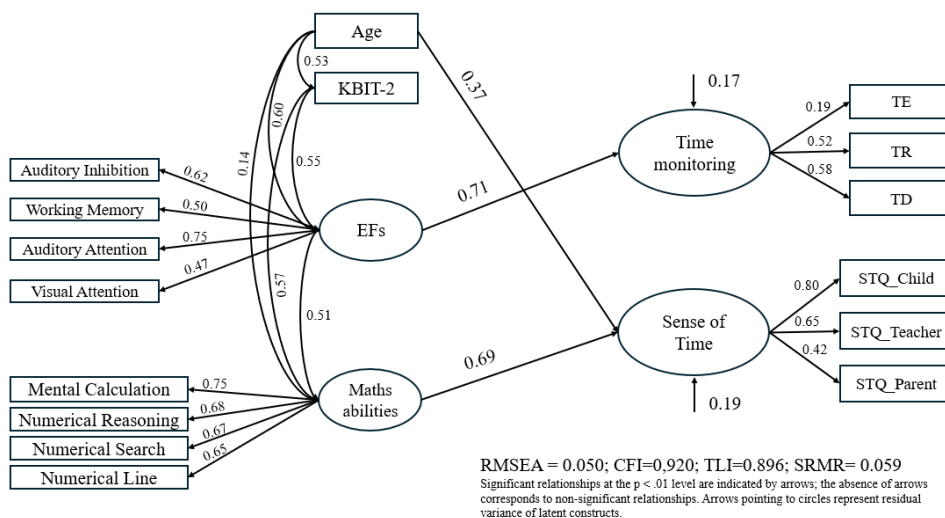 Age
0.53
KBIT-2
0.60
0.14
0.55
0.37
0.17
Time
monitoring
0.19
TE
0.52
TR
0.58
TD
Auditory Inhibition
0.62
Working Memory
0.50
Auditory Attention
0.75
Visual Attention
0.47
EFs
0.71
0.57
0.51
Sense of
Time
0.80
STQ_Child
0.65
STQ_Teacher
0.42
STQ_Parent
0.69
0.19
Mental Calculation
0.75
Numerical Reasoning
0.68
Numerical Search
0.67
Numerical Line
0.65
Maths
abilities
RMSEA = 0.050; CFI=0,920; TLI=0.896; SRMR= 0.059
Significant relationships at the p < .01 level are indicated by arrows; the absence of arrows
corresponds to non-significant relationships. Arrows pointing to circles represent residual
variance of latent constructs.